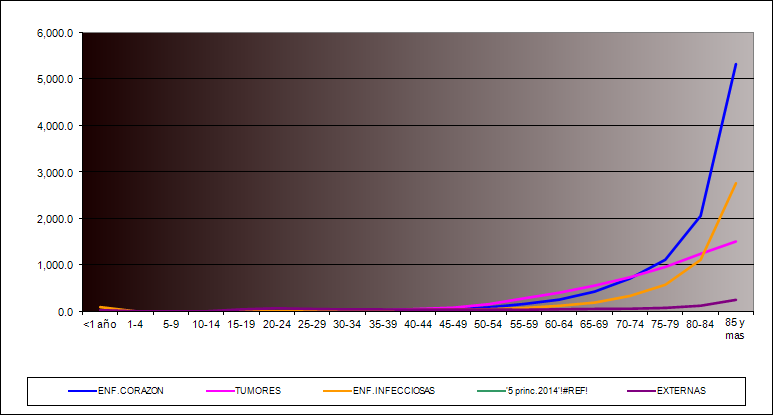 6,000.0
5,000.0
4,000.0
3,000.0
2,000.0
1,000.0
0.0
<1 año 1-4 5-9 10-14 15-19 20-24 25-29 30-34 35-39 40-44 45-49 50-54 55-59 60-64 65-69 70-74 75-79 80-84 85 y
mas
ENF.CORAZON TUMORES ENF.INFECCIOSAS '5 princ.2014'!#REF! EXTERNAS